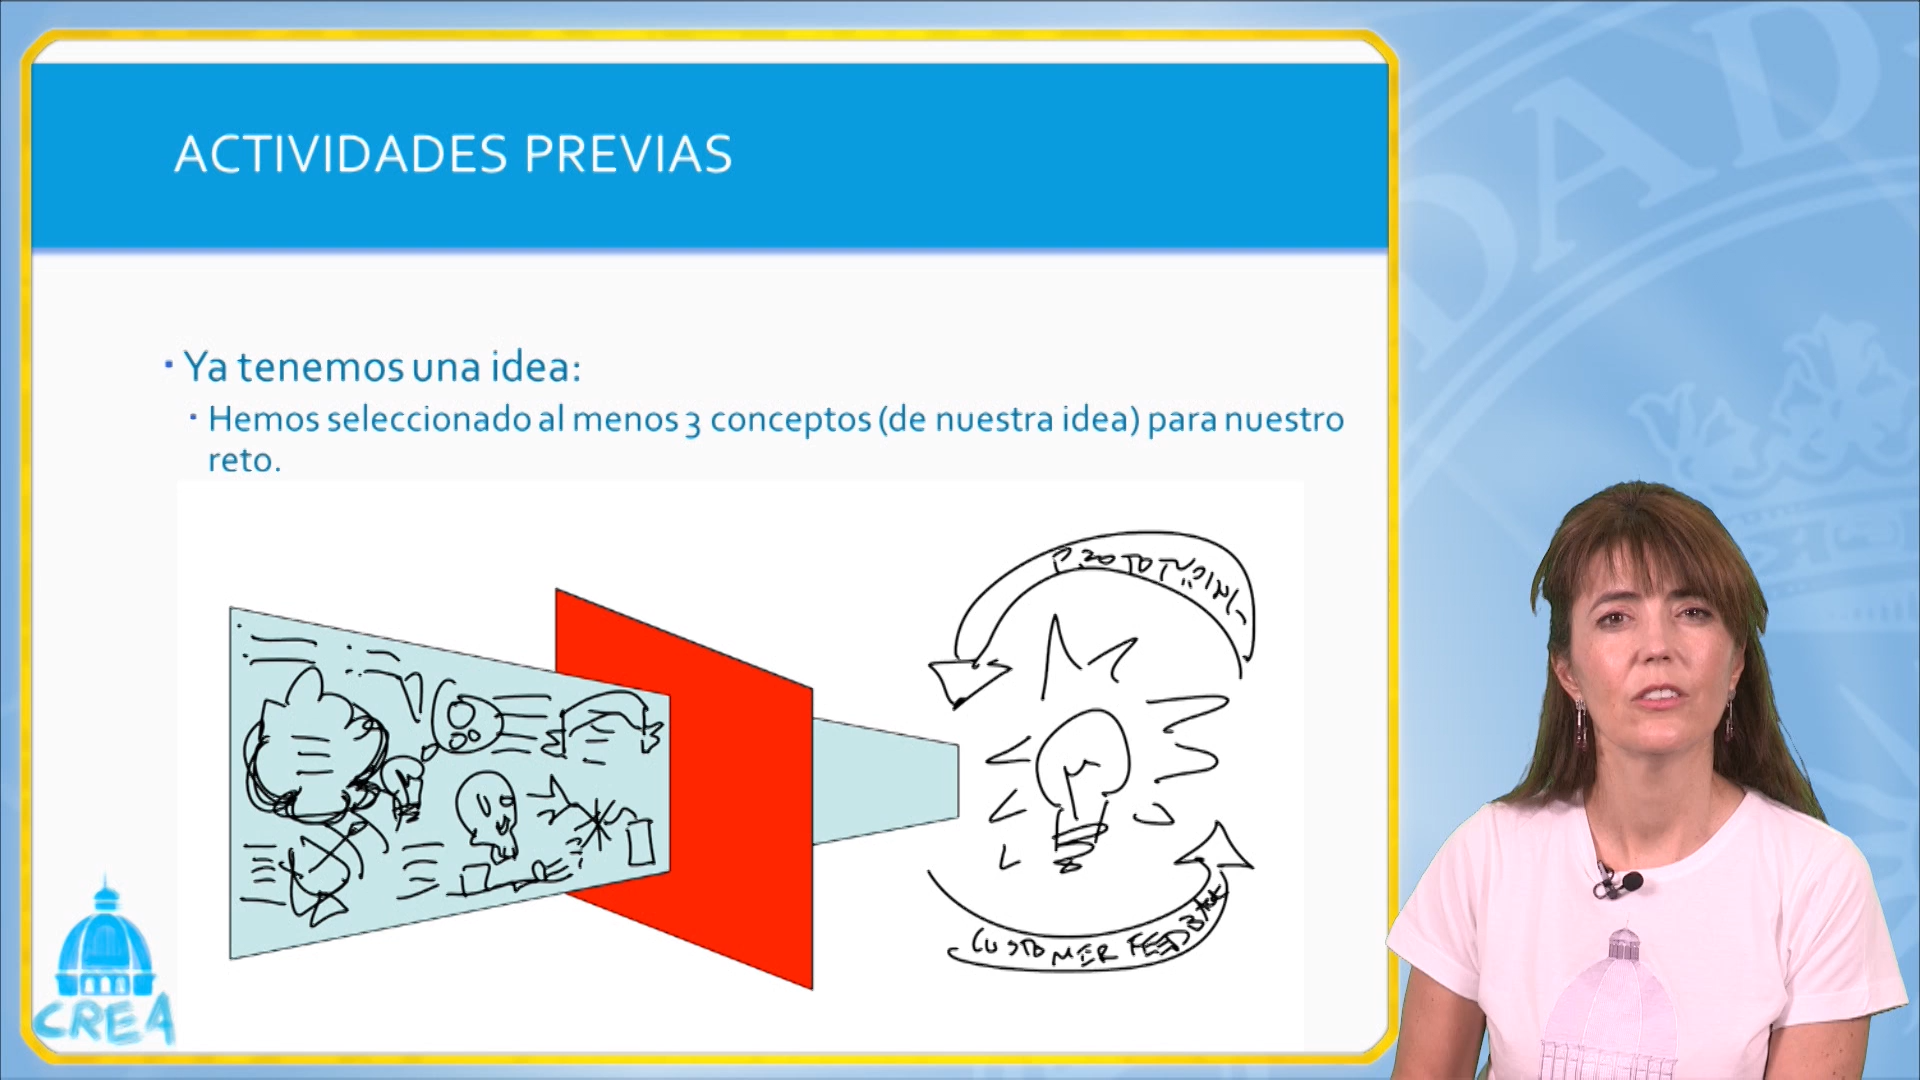 ACTIVIDADES PREVIAS
Ya tenemos una idea:
Hemos seleccionado al menos 3 conceptos (de nuestra idea) para nuestro
reto.
CUSTOMER FEEDBACK
CREA
DAD